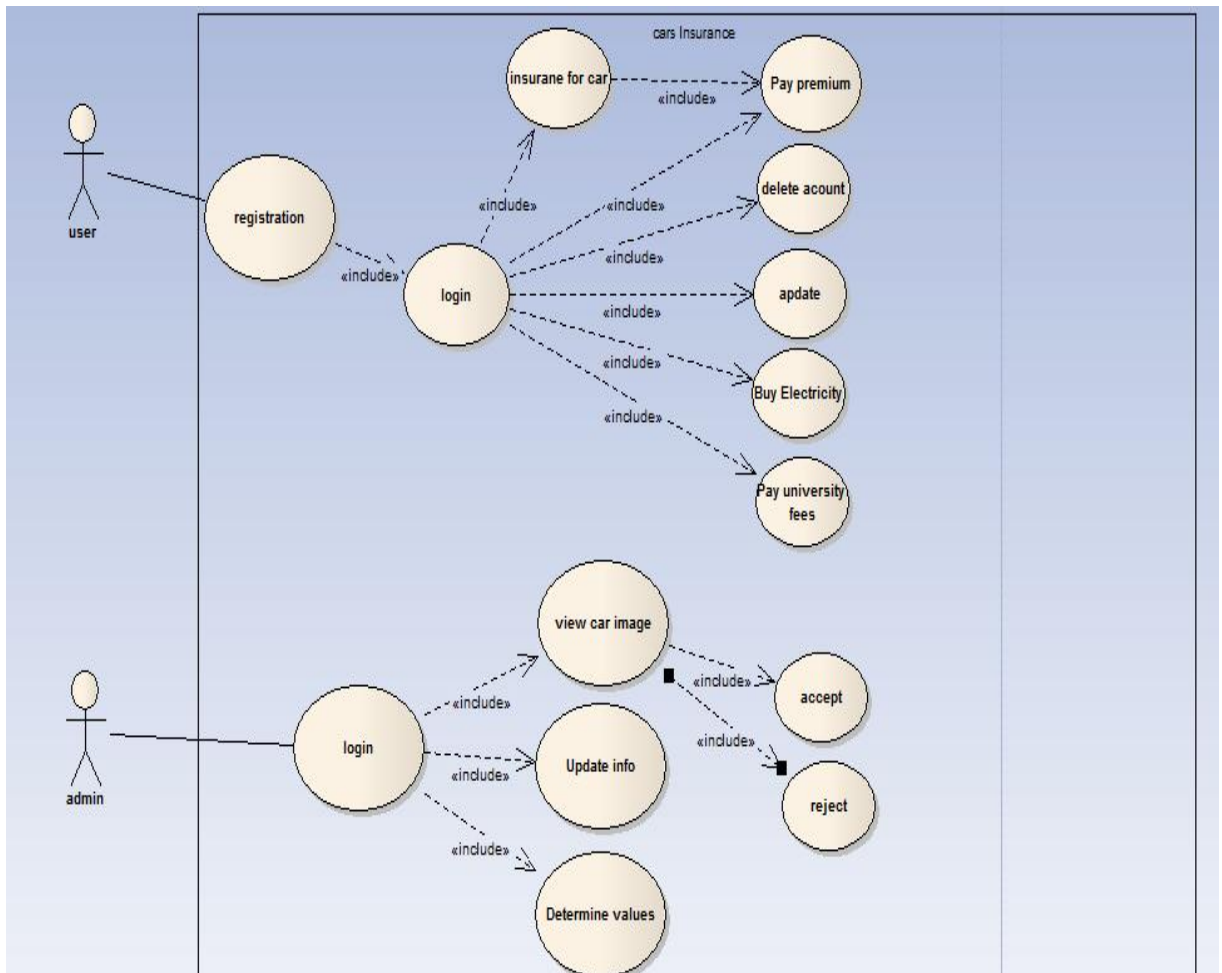 cars Insurance
insurane for car
Pay premium
«include»
delete acount
user
registration
«include»
«include»
«include»
«include»
login
apdate
«include»
«include»
Buy Electricity
«include»
Pay university
fees
view car image
«include»
accept
«include»
«include»
login
Update info
«include»
admin
reject
«include»
Determine values